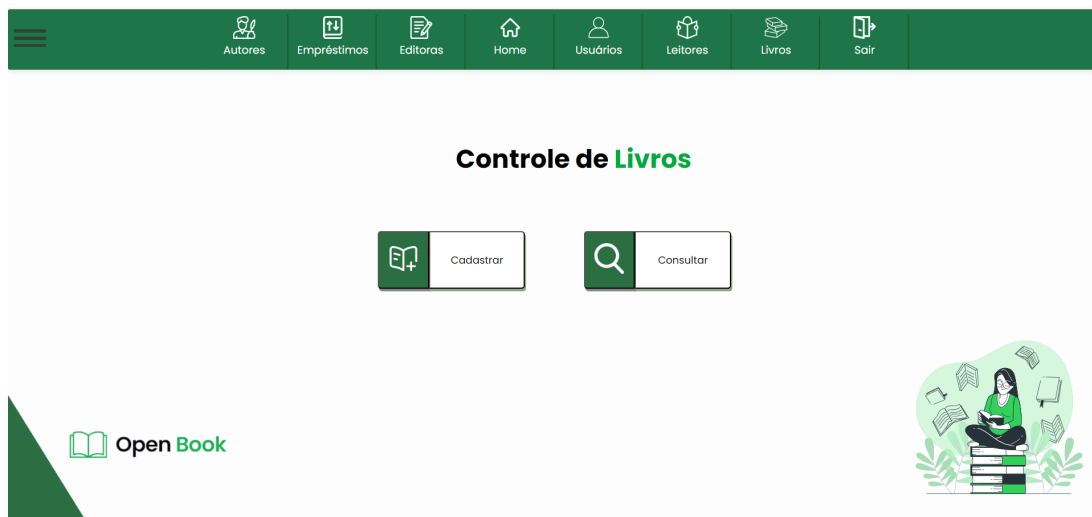 Autores
Empréstimos
Editoras
Home
Usuários
Leitores
Livros
Sair
Controle de Livros
Cadastrar
Consultar
Open Book